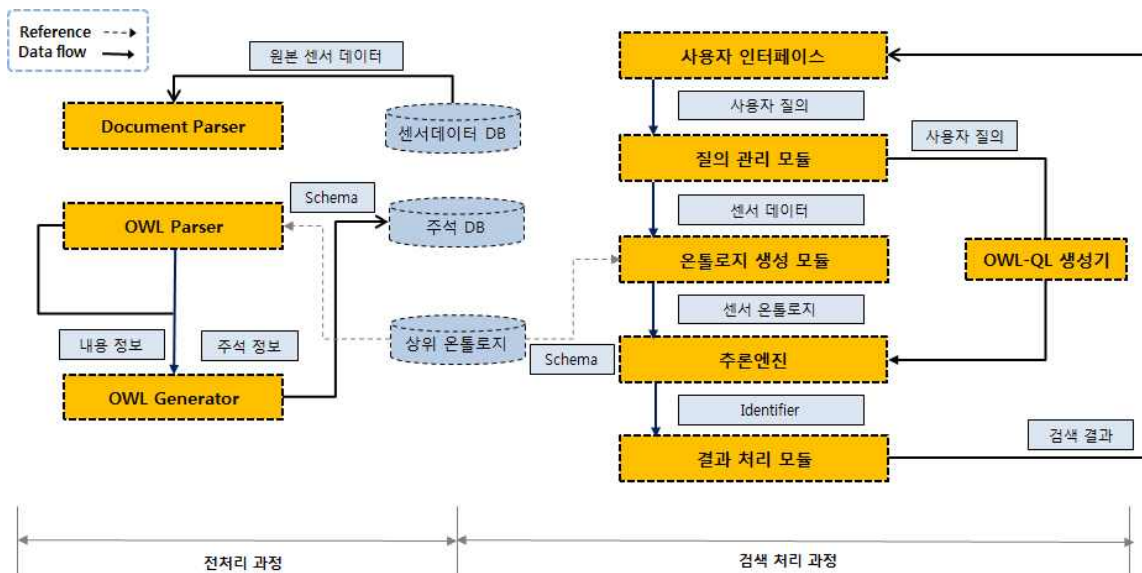 Reference
Data flow
원본 센서 데이터
Document Parser
센서데이터 DB
Schema
OWL Parser
주석 DB
내용 정보
주석 정보
상위 온톨로지
OWL Generator
사용자 인터페이스
사용자 질의
질의 관리 모듈
사용자 질의
센서 데이터
온톨로지 생성 모듈
OWL-QL 생성기
센서 온톨로지
Schema
추론엔진
Identifier
결과 처리 모듈
검색 결과
전처리 과정
검색 처리 과정